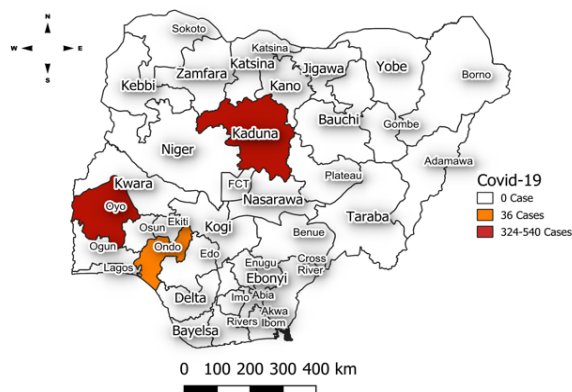 N
W
E
S
Sokoto
Katsina
Katsina
Jigawa
Yobe
Borno
Zamfara
Kebbi
Kano
Kaduna
Bauchi
Gombe
Niger
Adamawa
Plateau
FCT
Nasarawa
Kwara
Oyo
Taraba
Ekiti
Osun
Kogi
Benue
Ondo
Ogun
Edo
Lagos
Enugu
Cross
River
Ebonyi
Delta
Imo
Abia
Akwa
Ibom
Rivers
Bayelsa
Covid-19
0 Case
36 Cases
324-540 Cases
0 100 200 300 400 km